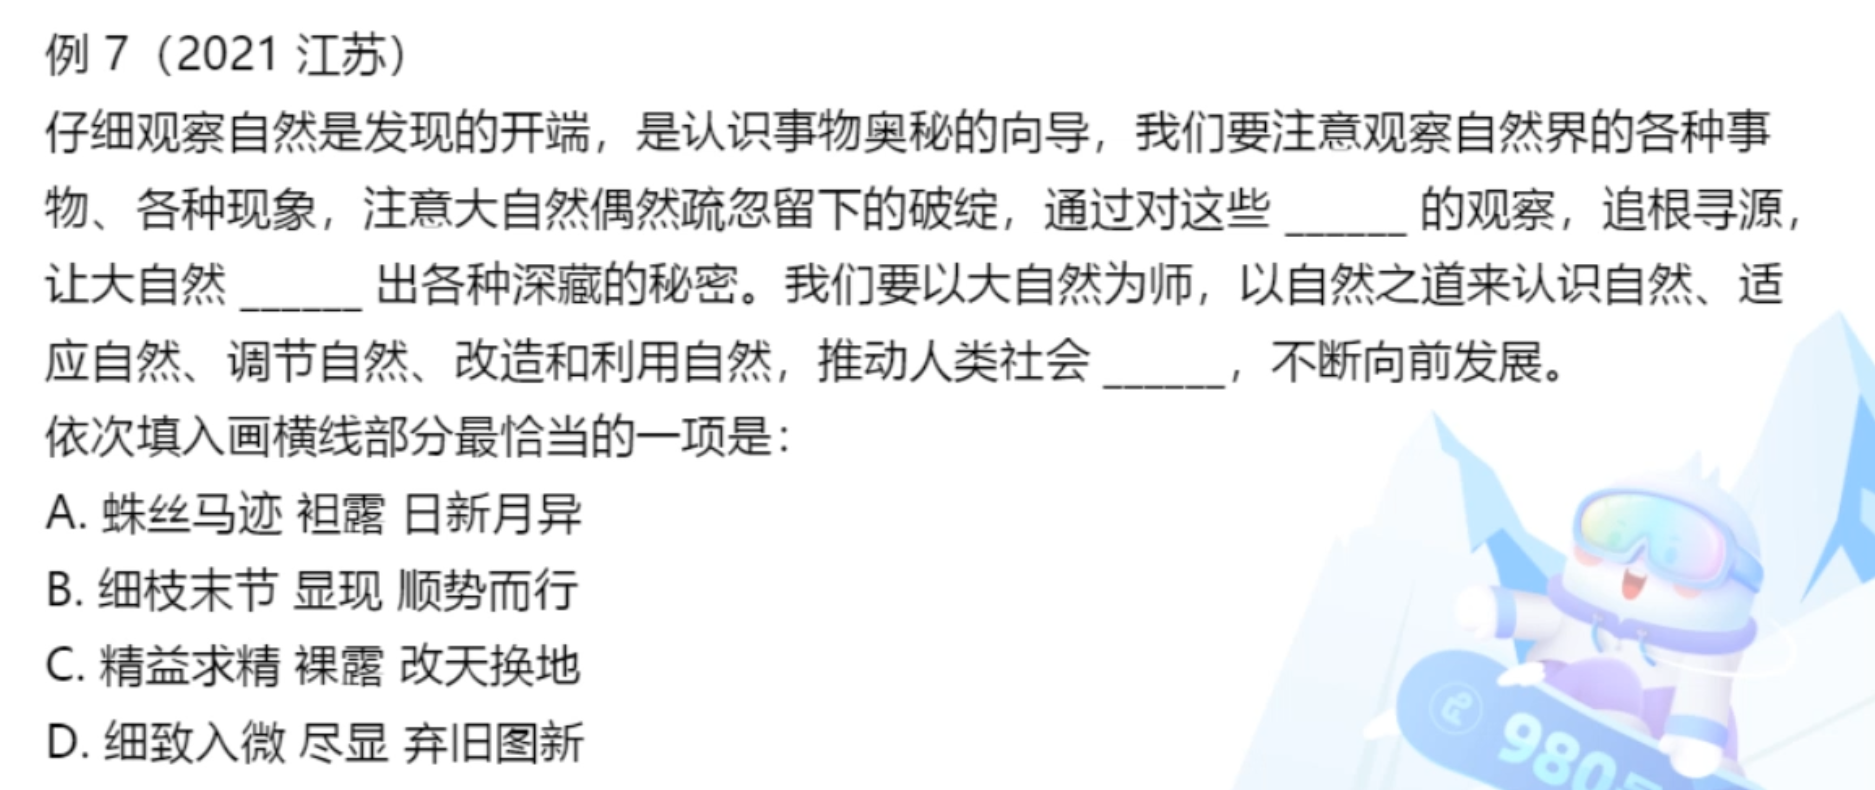 例 7（2021 江苏）
仔细观察自然是发现的开端，是认识事物奥秘的向导，我们要注意观察自然界的各种事
物、各种现象，注意大自然偶然疏忽留下的破绽，通过对这些 ______ 的观察，追根寻源，
让大自然 ______ 出各种深藏的秘密。我们要以大自然为师，以自然之道来认识自然、适
应自然、调节自然、改造和利用自然，推动人类社会 ______，不断向前发展。
依次填入画横线部分最恰当的一项是：
A. 蛛丝马迹 袒露 日新月异
B. 细枝末节 显现 顺势而行
C. 精益求精 裸露 改天换地
D. 细致入微 尽显 弃旧图新
980